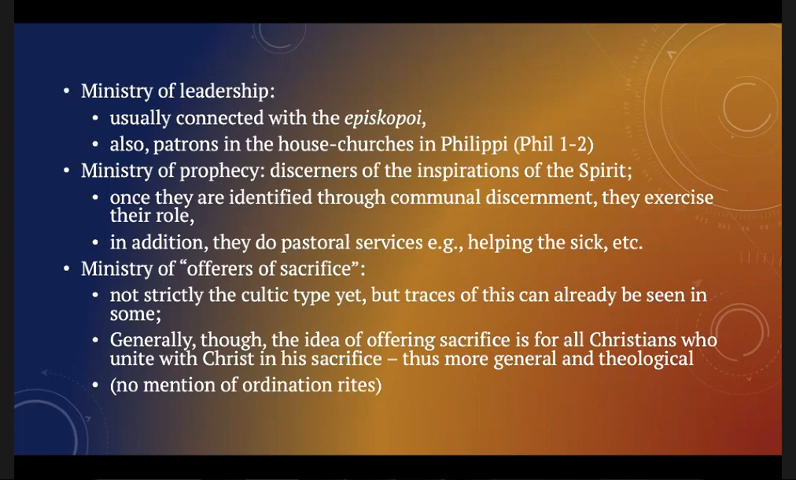 • Ministry of leadership:
• usually connected with the episkopoi,
• also, patrons in the house-churches in Philippi (Phil 1-2)
• Ministry of prophecy: discerners of the inspirations of the Spirit;
• once they are identified through communal discernment, they exercise
their role,
• in addition, they do pastoral services e.g., helping the sick, etc.
• Ministry of “offerers of sacrifice”:
• not strictly the cultic type yet, but traces of this can already be seen in
some;
• Generally, though, the idea of offering sacrifice is for all Christians who
unite with Christ in his sacrifice – thus more general and theological
• (no mention of ordination rites)